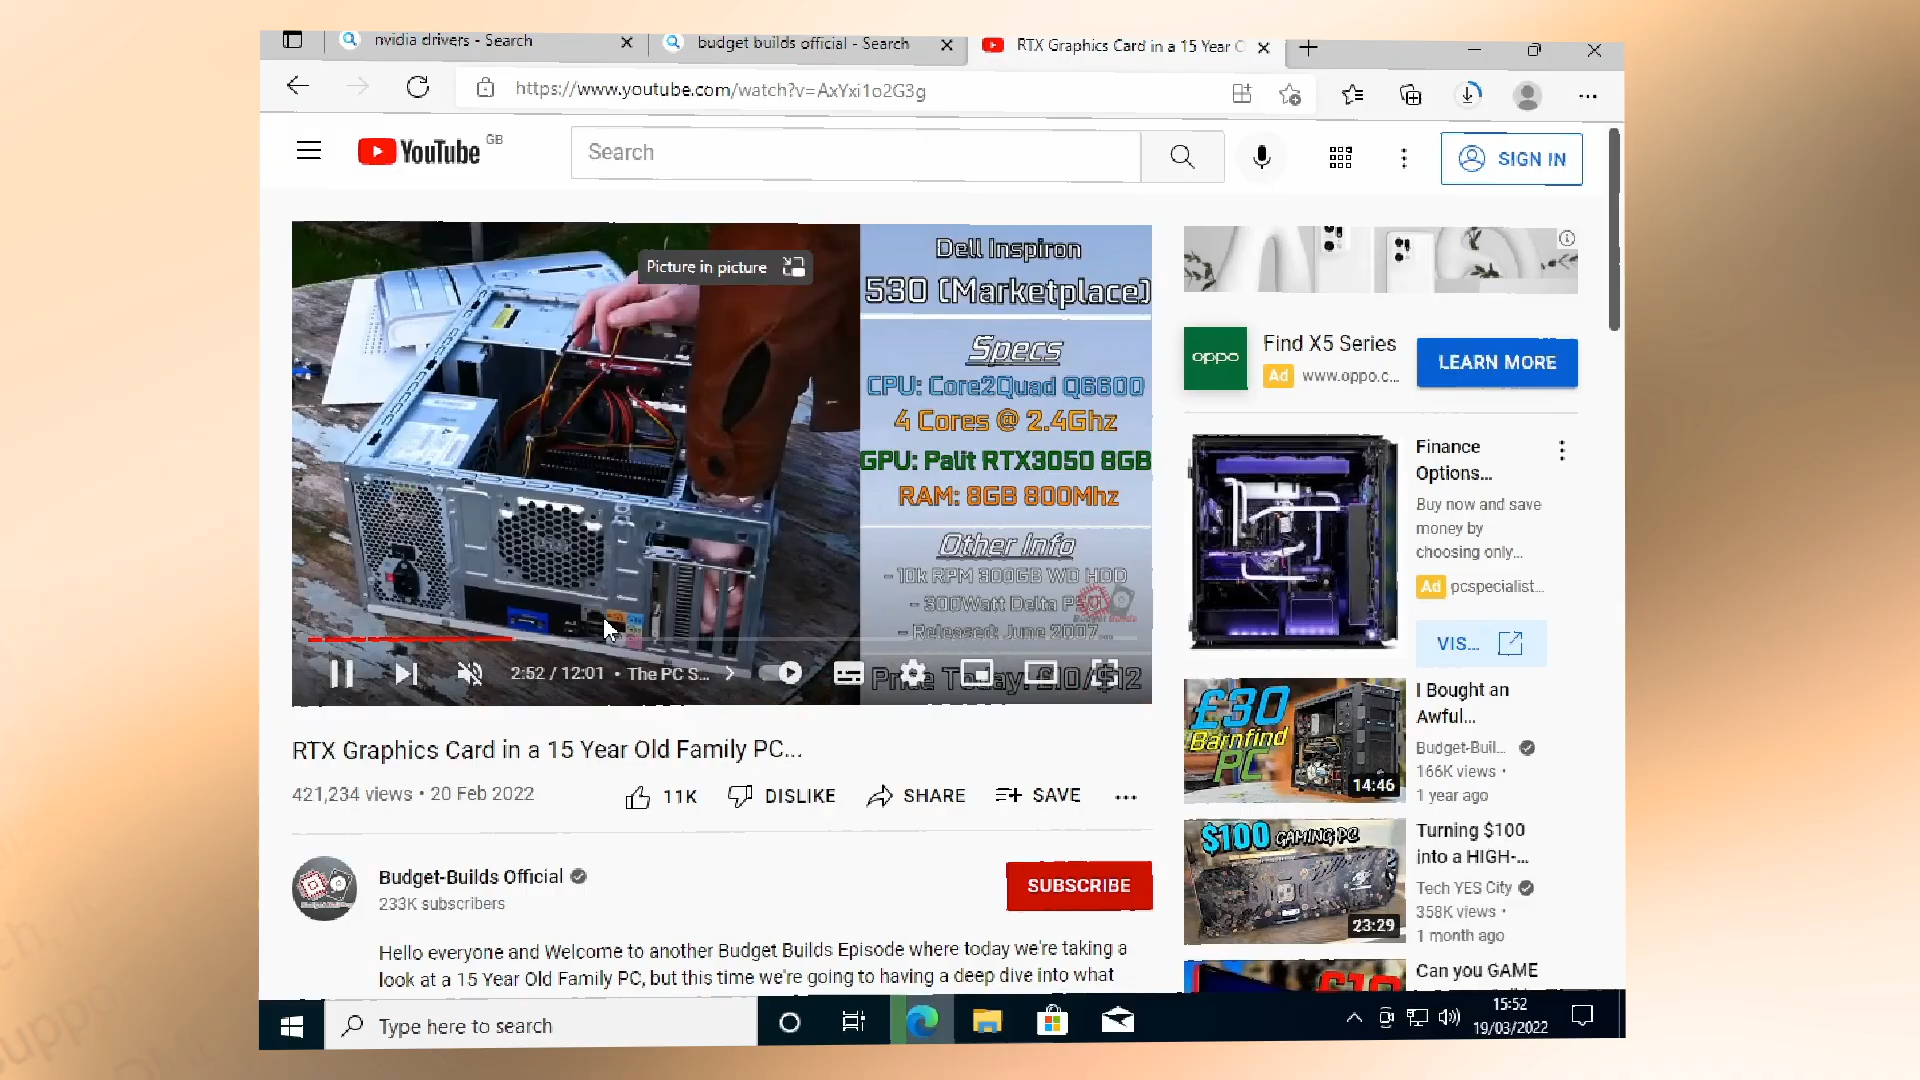 nvidia drivers - Search
budget builds official - Search
RTX Graphics Card in a 15 Year
https://www.youtube.com/watch?v=AxYxi1o2G3g
YouTube GB
Search
SIGN IN
Picture in picture
Dell Inspiron
530 (Marketplace)
Specs
CPU: Core2Quad Q6600
4 Cores @ 2.4Ghz
GPU: Palit RTX3050 8GB
RAM: 8GB 800Mhz
Other Info
- 10k RPM 300GB WD HDD
- 300Watt Delta PSU
- Released: June 2007...
Price Today: £10/$12
2:52 / 12:01 • The PC S...
RTX Graphics Card in a 15 Year Old Family PC...
421,234 views • 20 Feb 2022
11K
DISLIKE
SHARE
SAVE
Budget-Builds Official
233K subscribers
SUBSCRIBE
Hello everyone and Welcome to another Budget Builds Episode where today we're taking a
look at a 15 Year Old Family PC, but this time we're going to having a deep dive into what
oppo
Find X5 Series
Ad www.oppo.c...
LEARN MORE
Finance
Options...
Buy now and save
money by
choosing only...
Ad pcspecialist...
VIS...
£30
Barnfind
PC
14:46
I Bought an
Awful...
Budget-Buil...
166K views •
1 year ago
$100 GAMING PC
23:29
Turning $100
into a HIGH-...
Tech YES City
358K views •
1 month ago
£10
Can you GAME
Type here to search
15:52
19/03/2022